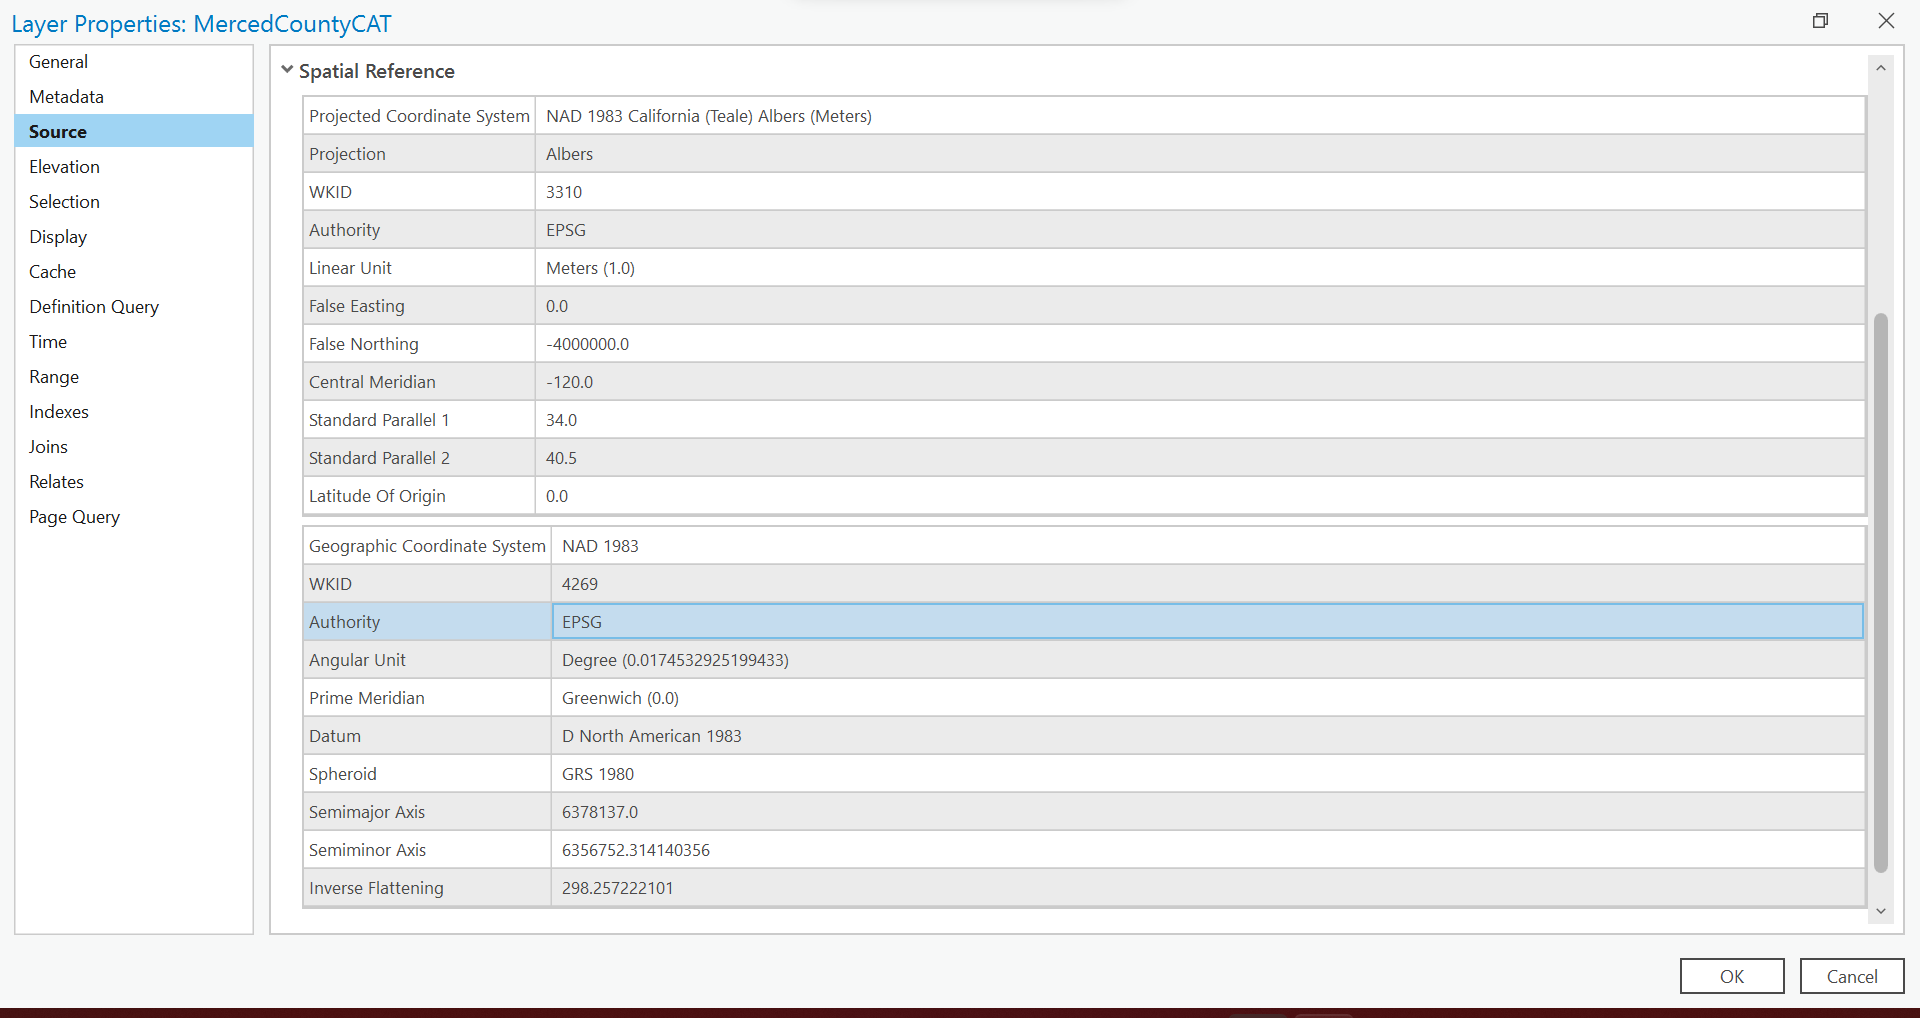 Layer Properties: MercedCountyCAT
General
Metadata
Source
Elevation
Selection
Display
Cache
Definition Query
Time
Range
Indexes
Joins
Relates
Page Query
Spatial Reference
Projected Coordinate System NAD 1983 California (Teale) Albers (Meters)
Projection Albers
WKID 3310
Authority EPSG
Linear Unit Meters (1.0)
False Easting 0.0
False Northing -4000000.0
Central Meridian -120.0
Standard Parallel 1 34.0
Standard Parallel 2 40.5
Latitude Of Origin 0.0
Geographic Coordinate System NAD 1983
WKID 4269
Authority EPSG
Angular Unit Degree (0.0174532925199433)
Prime Meridian Greenwich (0.0)
Datum D North American 1983
Spheroid GRS 1980
Semimajor Axis 6378137.0
Semiminor Axis 6356752.314140356
Inverse Flattening 298.257222101
OK Cancel